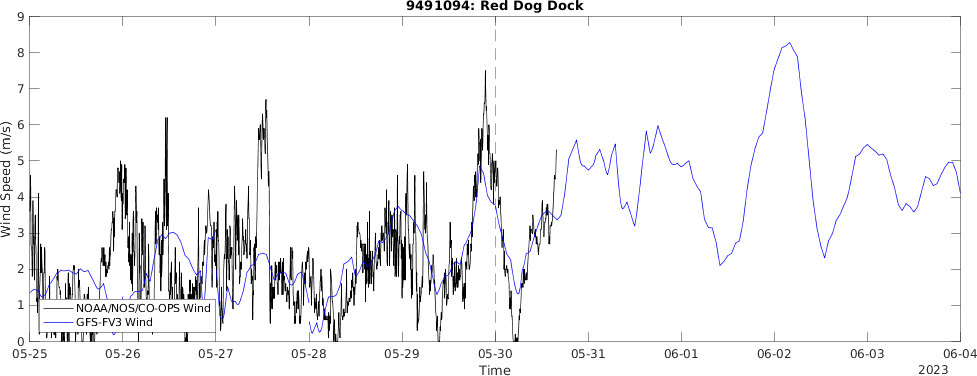 9491094: Red Dog Dock
9
8
7
6
5
4
3
2
1
0
Wind Speed (m/s)
NOAA/NOS/CO-OPS Wind
GFS-FV3 Wind
05-25 05-26 05-27 05-28 05-29 05-30 05-31 06-01 06-02 06-03 06-04
Time
2023